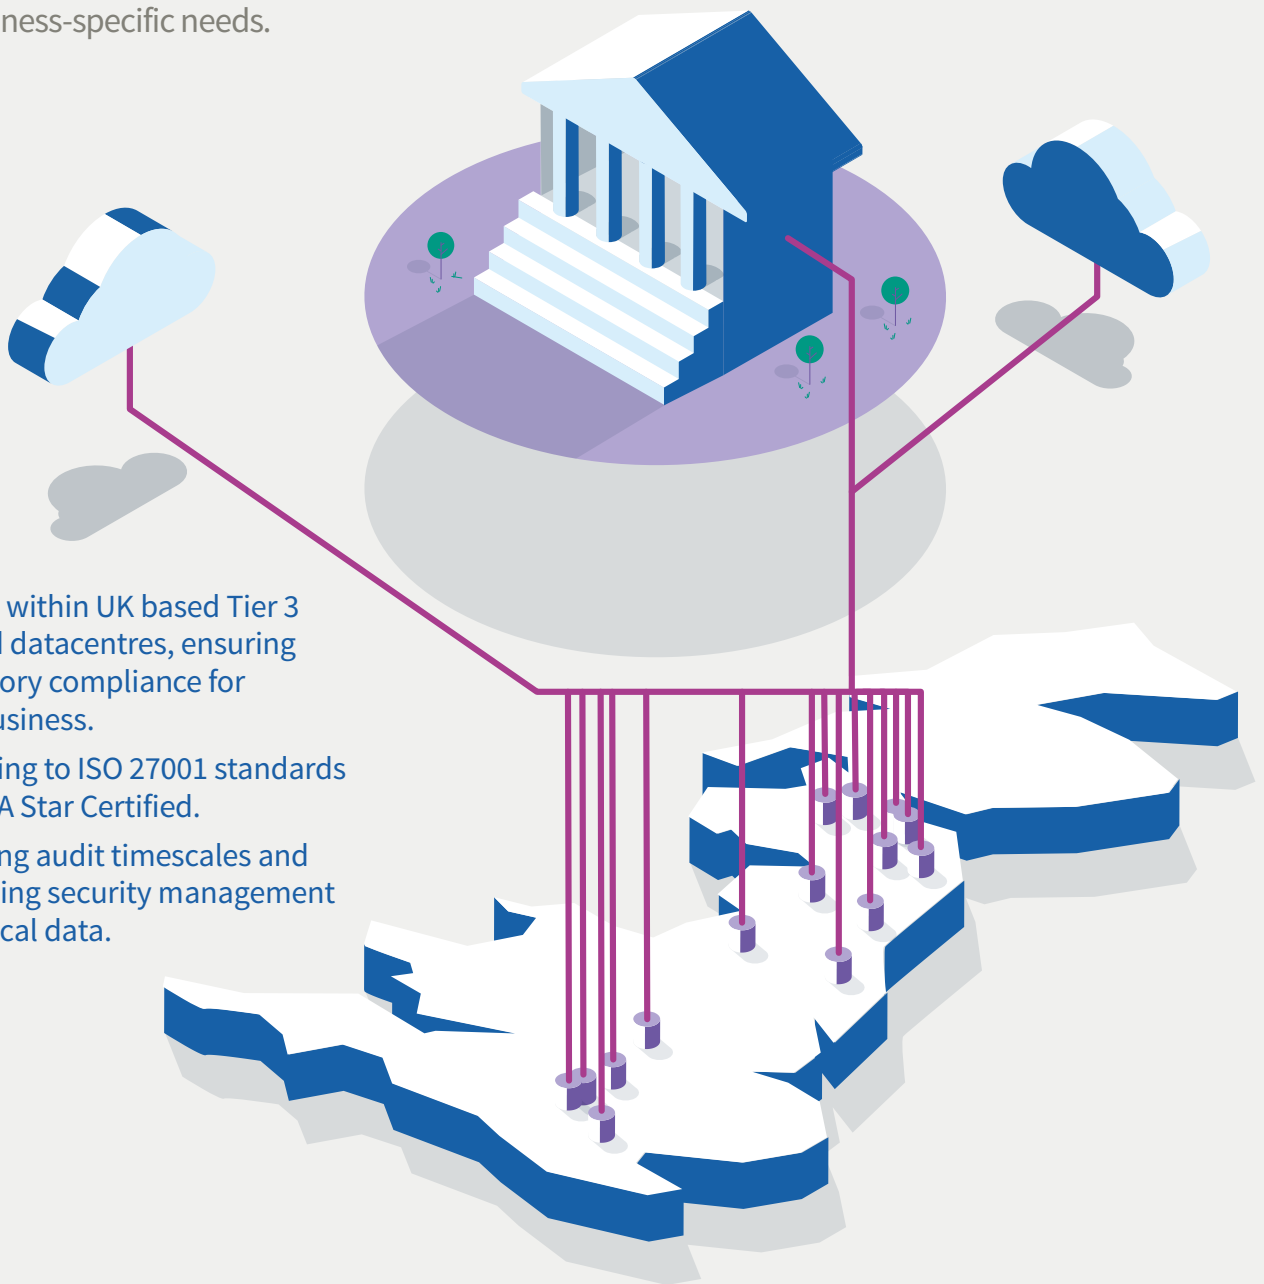 ness-specific needs.
within UK based Tier 3
datacentres, ensuring
ory compliance for
usiness.
ing to ISO 27001 standards
A Star Certified.
ng audit timescales and
ing security management
cal data.